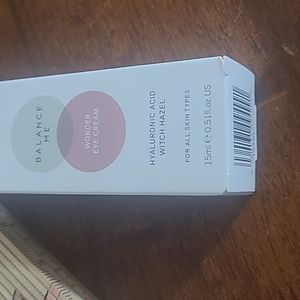 BALANCE
ME
WONDER
EYE CREAM
HYALURONIC ACID
WITCH HAZEL
FOR ALL SKIN TYPES
15ml ℮ 0.51fl.oz US